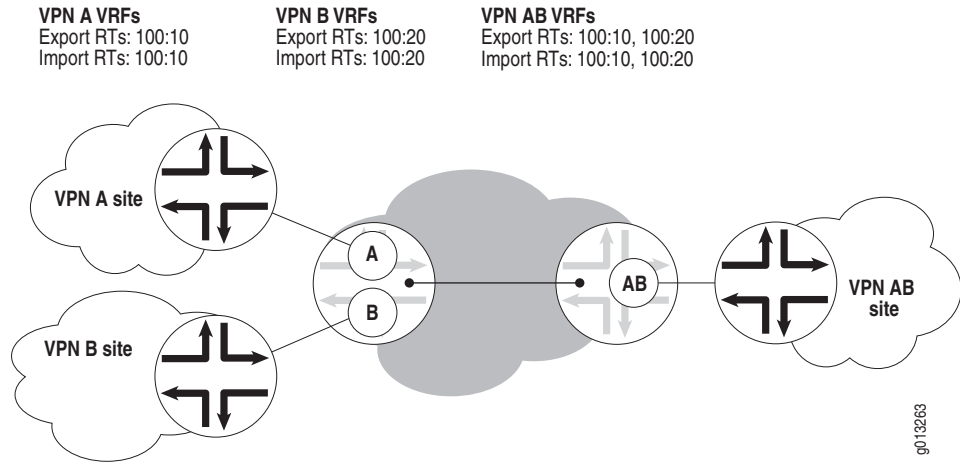 VPN A VRFs
Export RTs: 100:10
Import RTs: 100:10
VPN B VRFs
Export RTs: 100:20
Import RTs: 100:20
VPN AB VRFs
Export RTs: 100:10, 100:20
Import RTs: 100:10, 100:20
VPN A site
A
B
AB
VPN AB
site
VPN B site
g013263